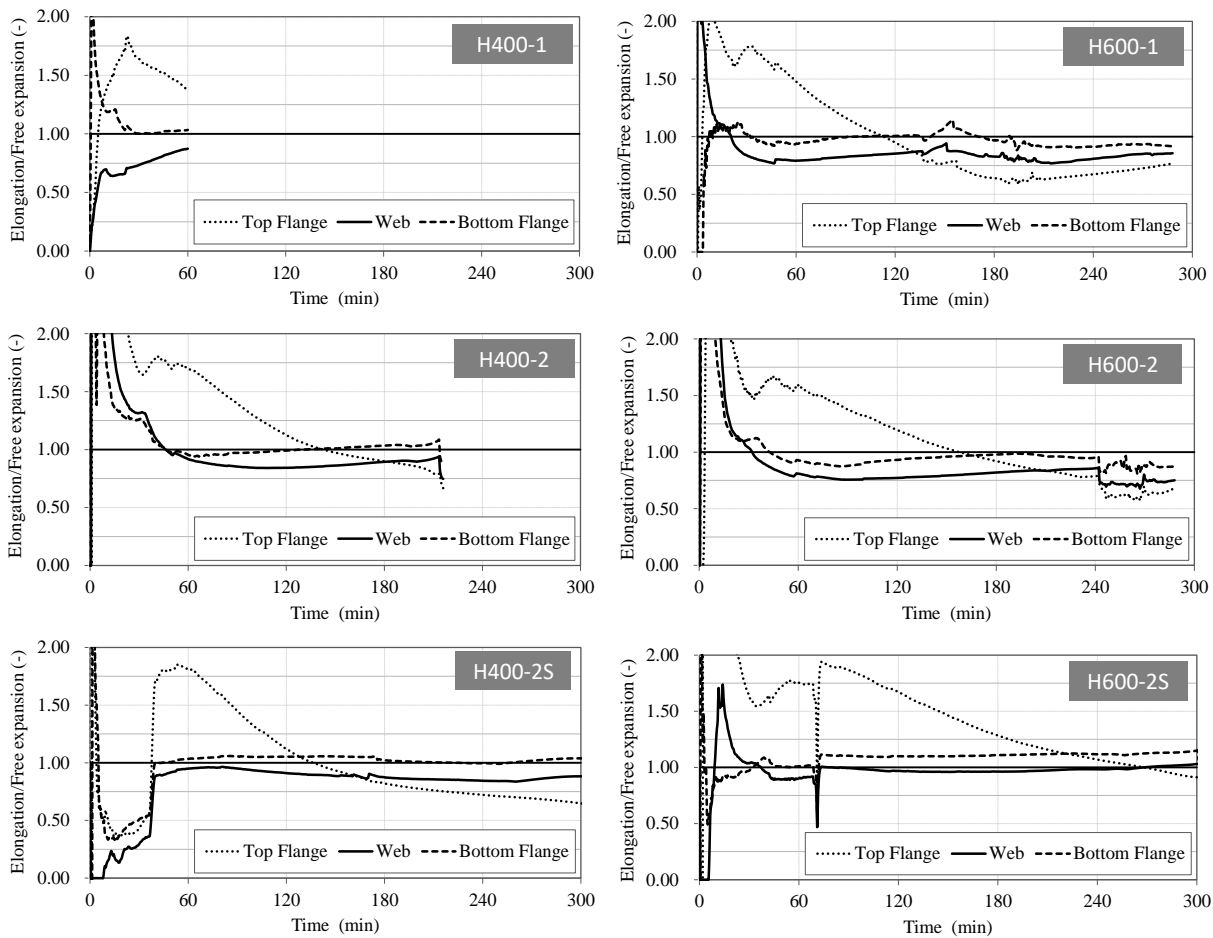 H400-1
Elongation/Free expansion (-)
2.00
1.50
1.00
0.50
0.00
Top Flange Web Bottom Flange
0 60 120 180 240 300
Time (min)
H600-1
Elongation/Free expansion (-)
2.00
1.50
1.00
0.50
0.00
Top Flange Web Bottom Flange
0 60 120 180 240 300
Time (min)
H400-2
Elongation/Free expansion (-)
2.00
1.50
1.00
0.50
0.00
Top Flange Web Bottom Flange
0 60 120 180 240 300
Time (min)
H600-2
Elongation/Free expansion (-)
2.00
1.50
1.00
0.50
0.00
Top Flange Web Bottom Flange
0 60 120 180 240 300
Time (min)
H400-2S
Elongation/Free expansion (-)
2.00
1.50
1.00
0.50
0.00
Top Flange Web Bottom Flange
0 60 120 180 240 300
Time (min)
H600-2S
Elongation/Free expansion (-)
2.00
1.50
1.00
0.50
0.00
Top Flange Web Bottom Flange
0 60 120 180 240 300
Time (min)